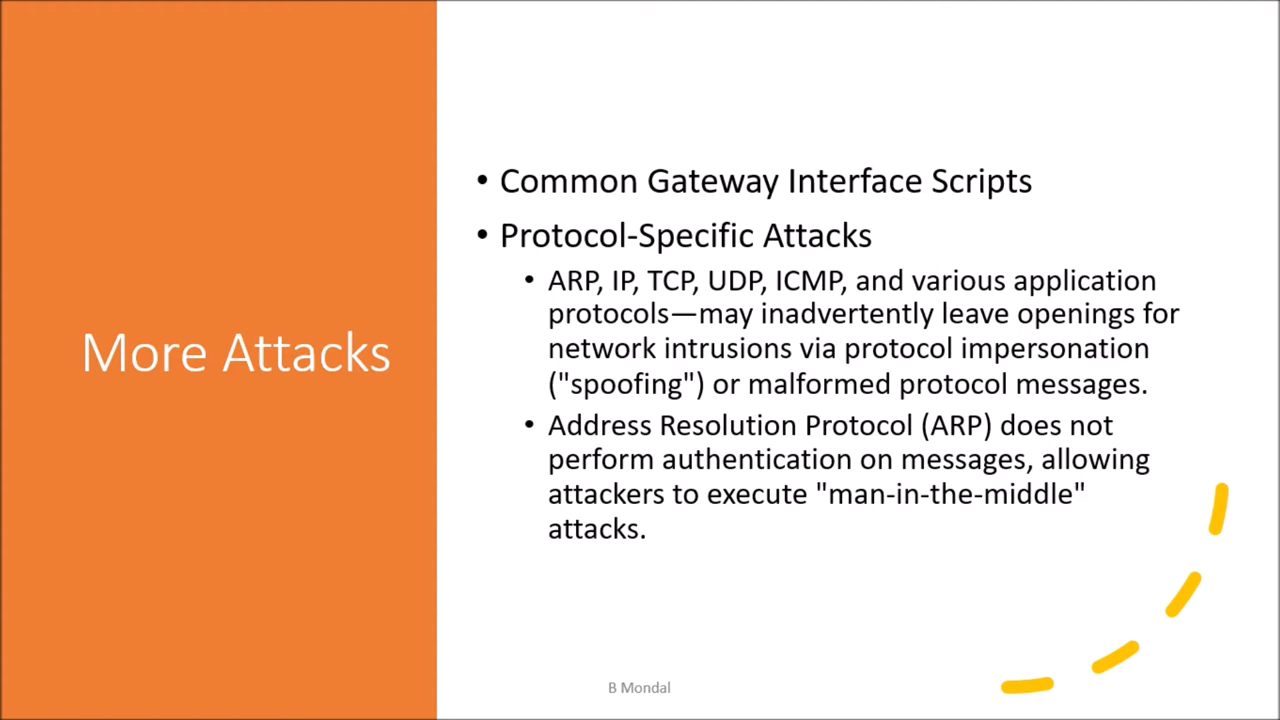 More Attacks
• Common Gateway Interface Scripts
• Protocol-Specific Attacks
• ARP, IP, TCP, UDP, ICMP, and various application
protocols—may inadvertently leave openings for
network intrusions via protocol impersonation
("spoofing") or malformed protocol messages.
• Address Resolution Protocol (ARP) does not
perform authentication on messages, allowing
attackers to execute "man-in-the-middle"
attacks.
B Mondal